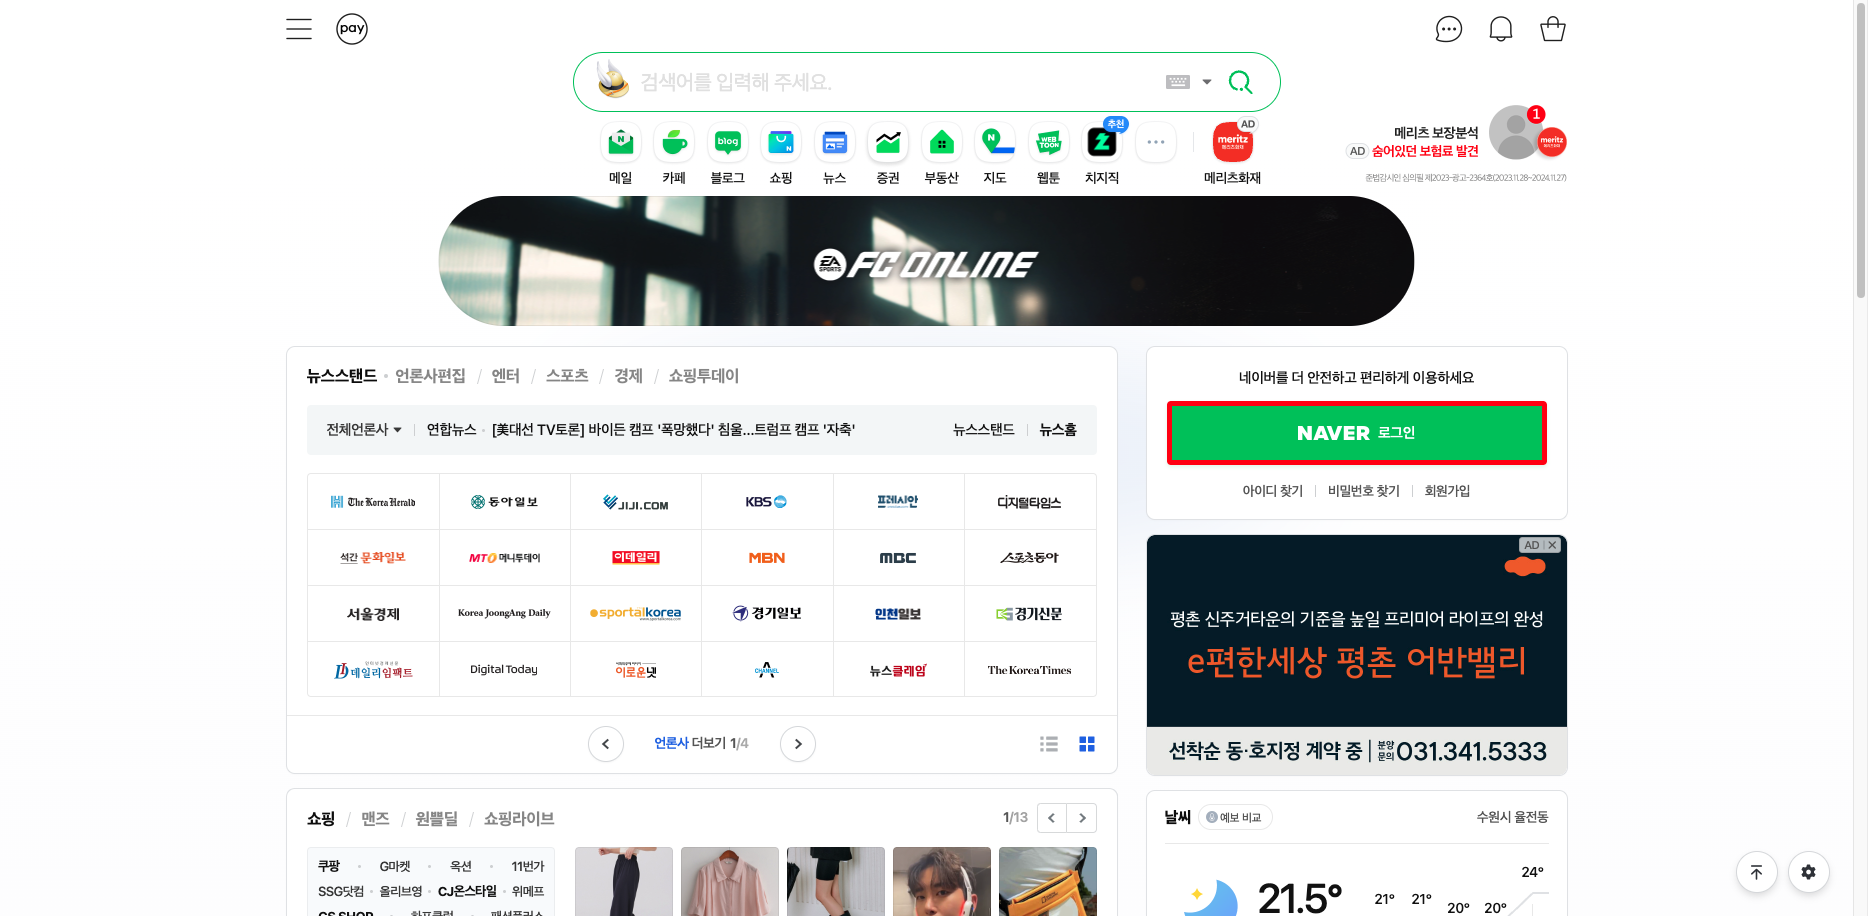 pay
검색어를 입력해 주세요.
메일
카페
blog
블로그
쇼핑
뉴스
증권
부동산
지도
WEB TOON
웹툰
추천
치지직
AD
meritz
메리츠화재
메리츠 보장분석
AD 숨어있던 보험료 발견
1
준법감시인 심의필 제2023-광고-2364호(2023.11.28~2024.11.27)
EA SPORTS FC ONLINE
뉴스스탠드 · 언론사편집 / 엔터 / 스포츠 / 경제 / 쇼핑투데이
전체언론사 연합뉴스 · [美대선 TV토론] 바이든 캠프 '폭망했다' 침울...트럼프 캠프 '자축' 뉴스스탠드 뉴스홈
The Korea Herald 동아일보 JIJI.COM KBS 프레시안 디지털타임스
석간 문화일보 MTO 머니투데이 이데일리 MBN MBC 스포츠동아
서울경제 Korea JoongAng Daily sportalkorea 경기일보 인천일보 경기신문
데일리임팩트 Digital Today 이로운넷 CHANNEL A 뉴스클레임 The Korea Times
언론사 더보기 1/4
네이버를 더 안전하고 편리하게 이용하세요
NAVER 로그인
아이디 찾기 | 비밀번호 찾기 | 회원가입
AD
평촌 신주거타운의 기준을 높일 프리미어 라이프의 완성
e편한세상 평촌 어반밸리
선착순 동·호지정 계약 중 | 분양문의 031.341.5333
쇼핑 / 맨즈 / 원쁠딜 / 쇼핑라이브
1/13
쿠팡 · G마켓 · 옥션 · 11번가
SSG닷컴 · 올리브영 · CJ온스타일 · 위메프
날씨 예보 비교 수원시 율전동
21.5° 21° 21° 20° 20° 24°